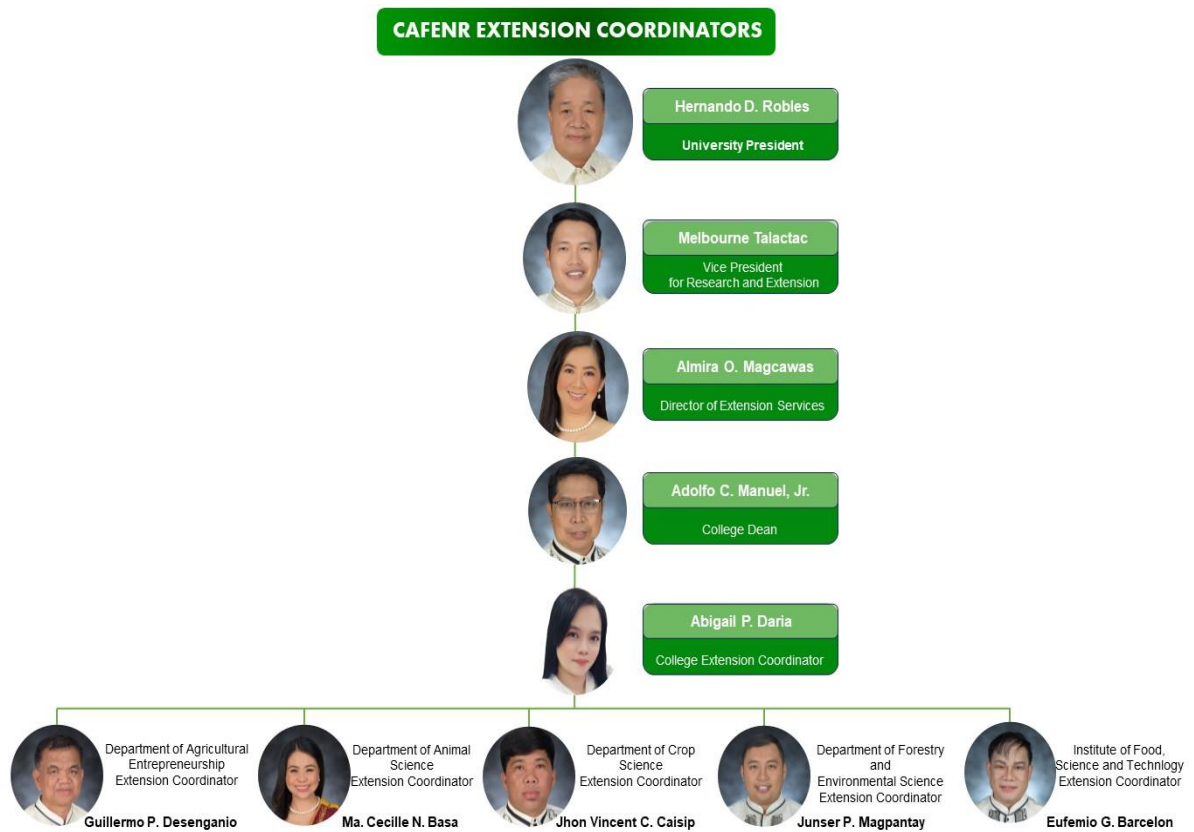 CAFENR EXTENSION COORDINATORS
Hernando D. Robles
University President
Melbourne Talactac
Vice President
for Research and Extension
Almira O. Magcawas
Director of Extension Services
Adolfo C. Manuel, Jr.
College Dean
Abigail P. Daria
College Extension Coordinator
Department of Agricultural
Entrepreneurship
Extension Coordinator
Guillermo P. Desenganio
Department of Animal
Science
Extension Coordinator
Ma. Cecille N. Basa
Department of Crop
Science
Extension Coordinator
Jhon Vincent C. Caisip
Department of Forestry
and
Environmental Science
Extension Coordinator
Junser P. Magpantay
Institute of Food,
Science and Technlogy
Extension Coordinator
Eufemio G. Barcelon